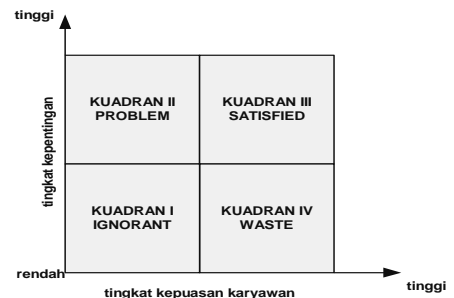 tinggi
tingkat kepentingan
KUADRAN II
PROBLEM
KUADRAN III
SATISFIED
KUADRAN I
IGNORANT
KUADRAN IV
WASTE
rendah
tinggi
tingkat kepuasan karyawan